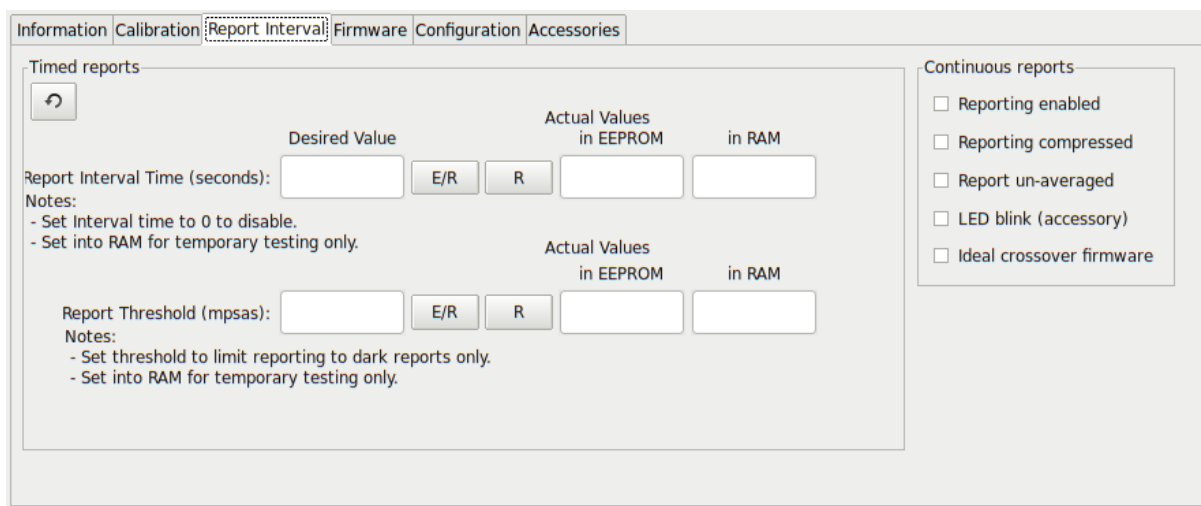 Information Calibration Report Interval Firmware Configuration Accessories
Timed reports
Actual Values
Desired Value in EEPROM in RAM
Report Interval Time (seconds): E/R R
Notes:
- Set Interval time to 0 to disable.
- Set into RAM for temporary testing only.
Actual Values
in EEPROM in RAM
Report Threshold (mpsas): E/R R
Notes:
- Set threshold to limit reporting to dark reports only.
- Set into RAM for temporary testing only.
Continuous reports
Reporting enabled
Reporting compressed
Report un-averaged
LED blink (accessory)
Ideal crossover firmware